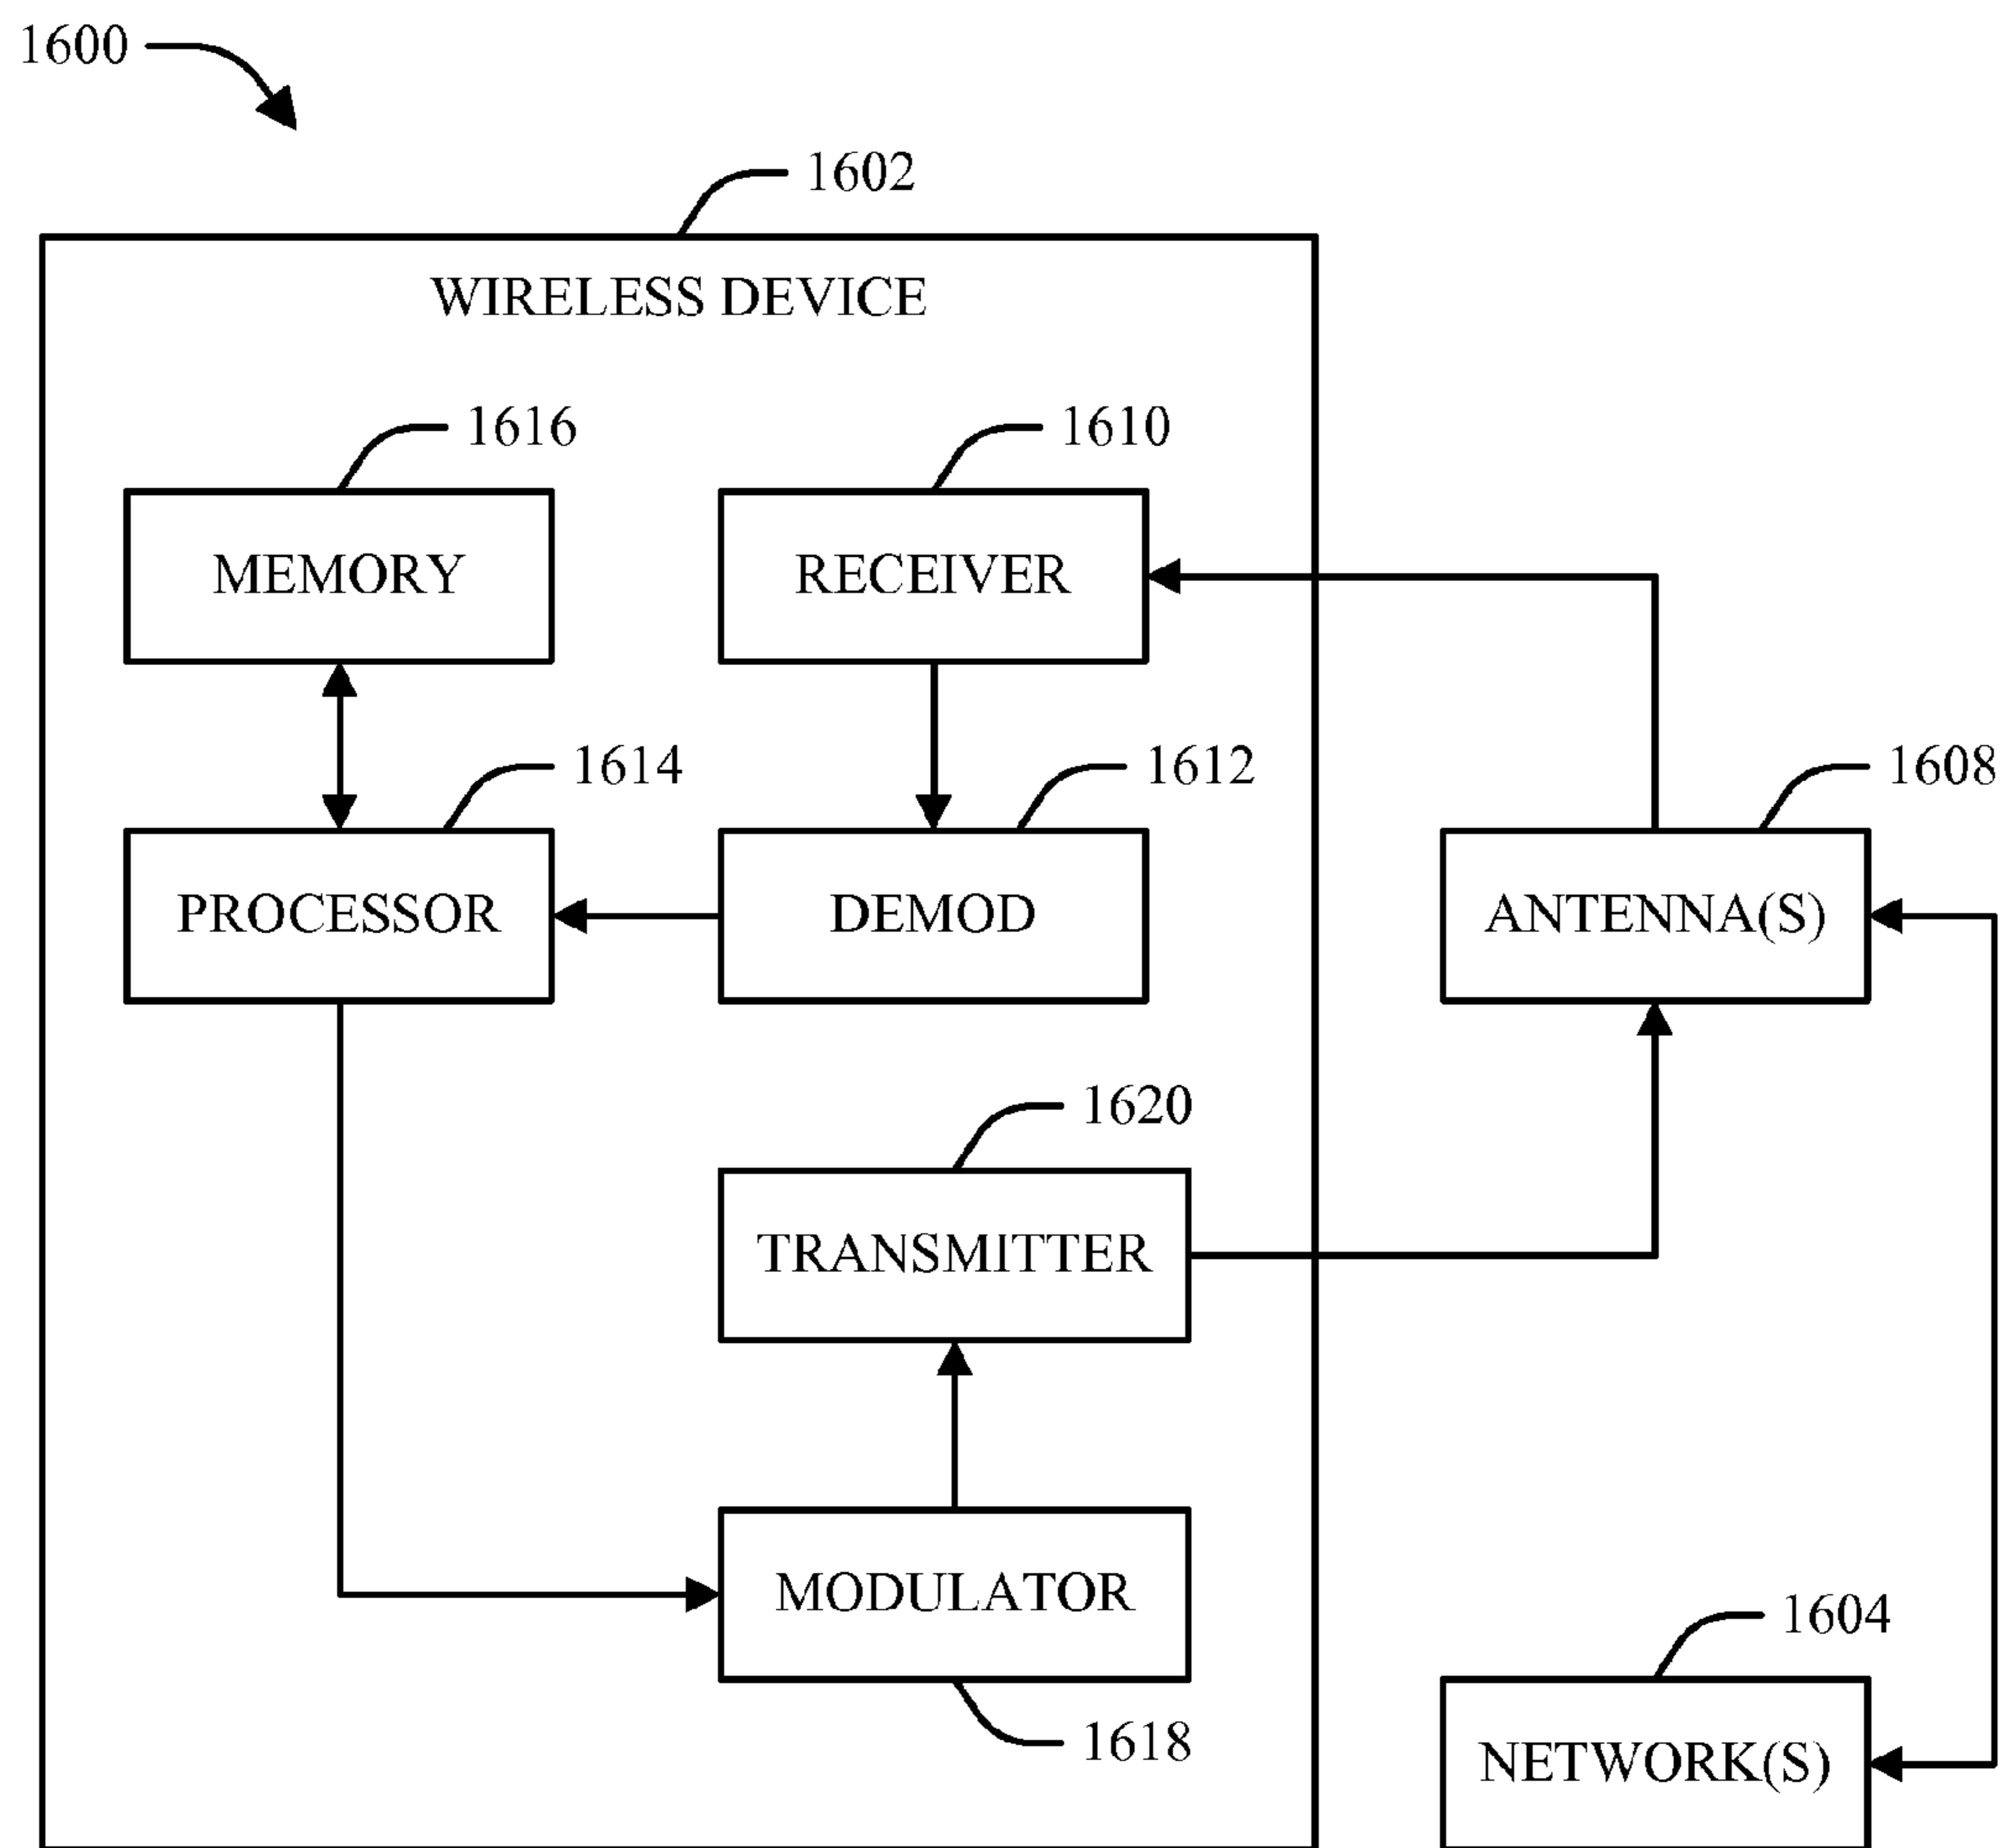 1600
1602
WIRELESS DEVICE
1616
1610
MEMORY
RECEIVER
1614
1612
1608
PROCESSOR
DEMOD
ANTENNA(S)
1620
TRANSMITTER
MODULATOR
1604
1618
NETWORK(S)